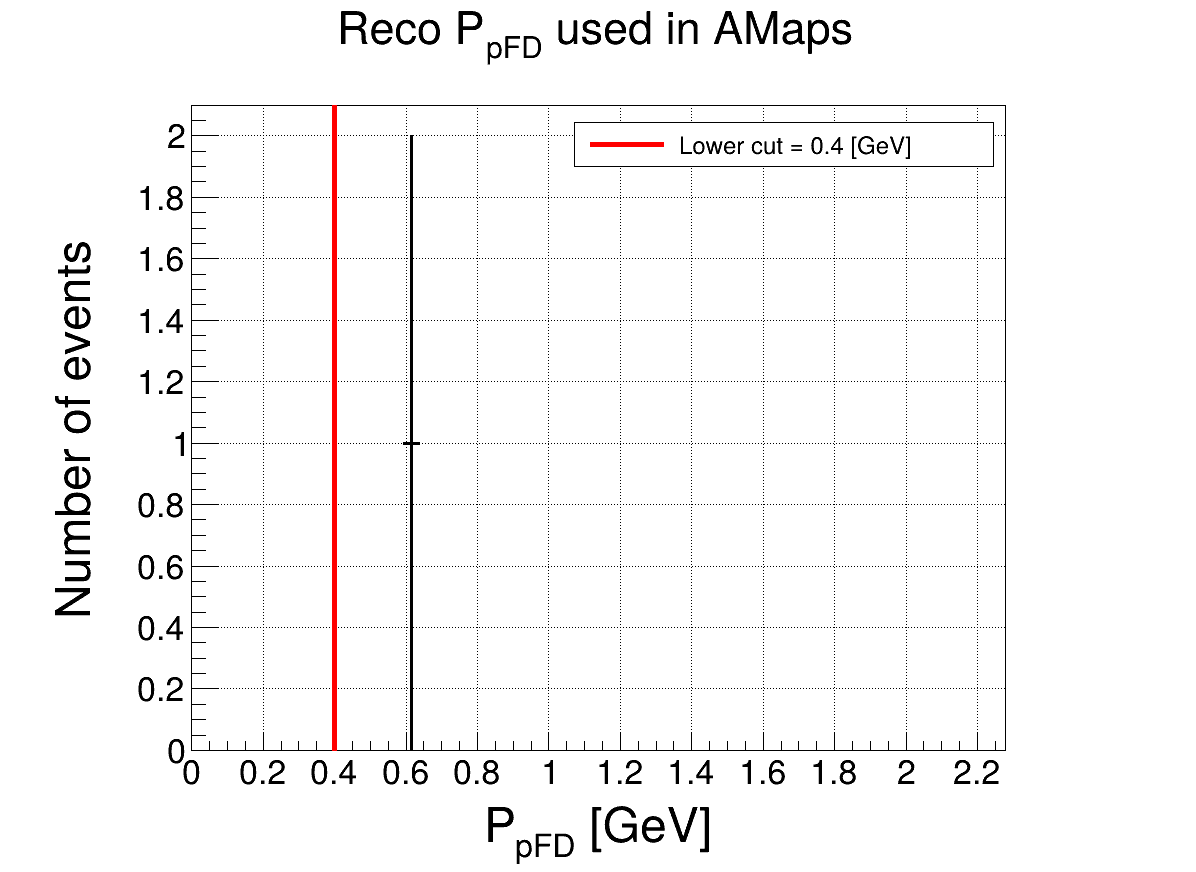 Reco P_pFD used in AMaps
Lower cut = 0.4 [GeV]
Number of events
2
1.8
1.6
1.4
1.2
1
0.8
0.6
0.4
0.2
0
0 0.2 0.4 0.6 0.8 1 1.2 1.4 1.6 1.8 2 2.2
P_pFD [GeV]